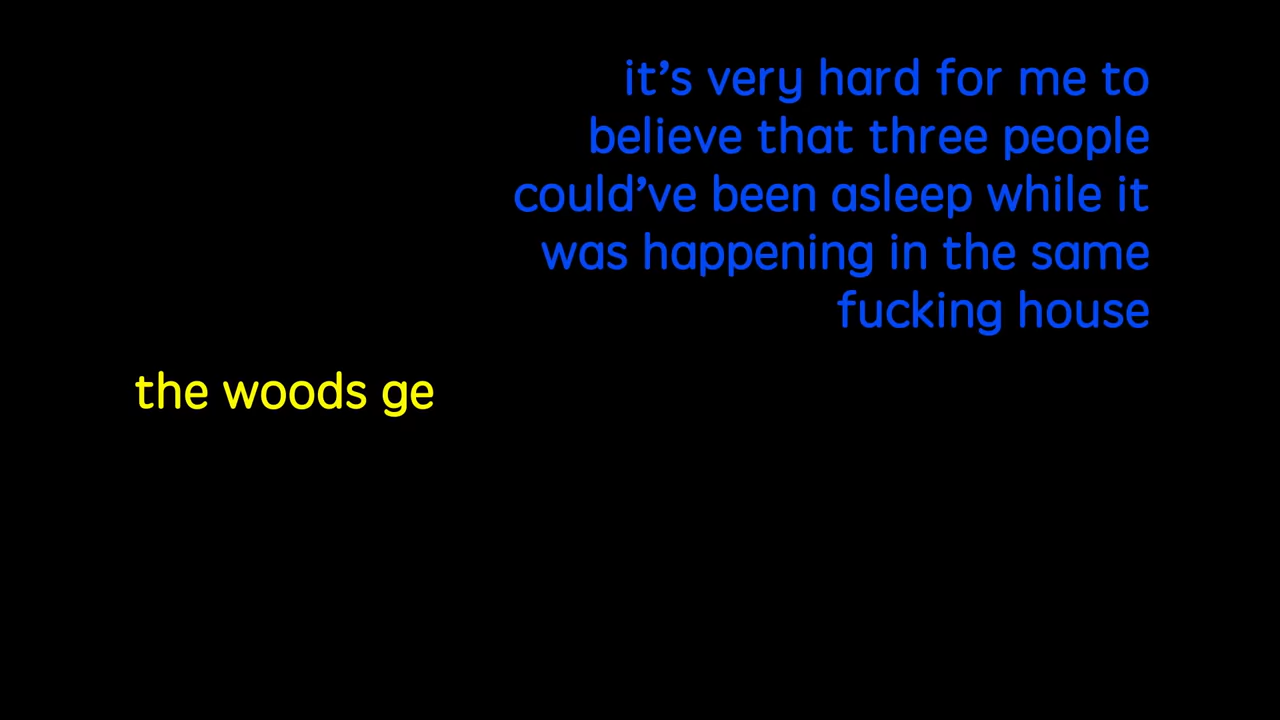 it’s very hard for me to
believe that three people
could’ve been asleep while it
was happening in the same
fucking house
the woods ge